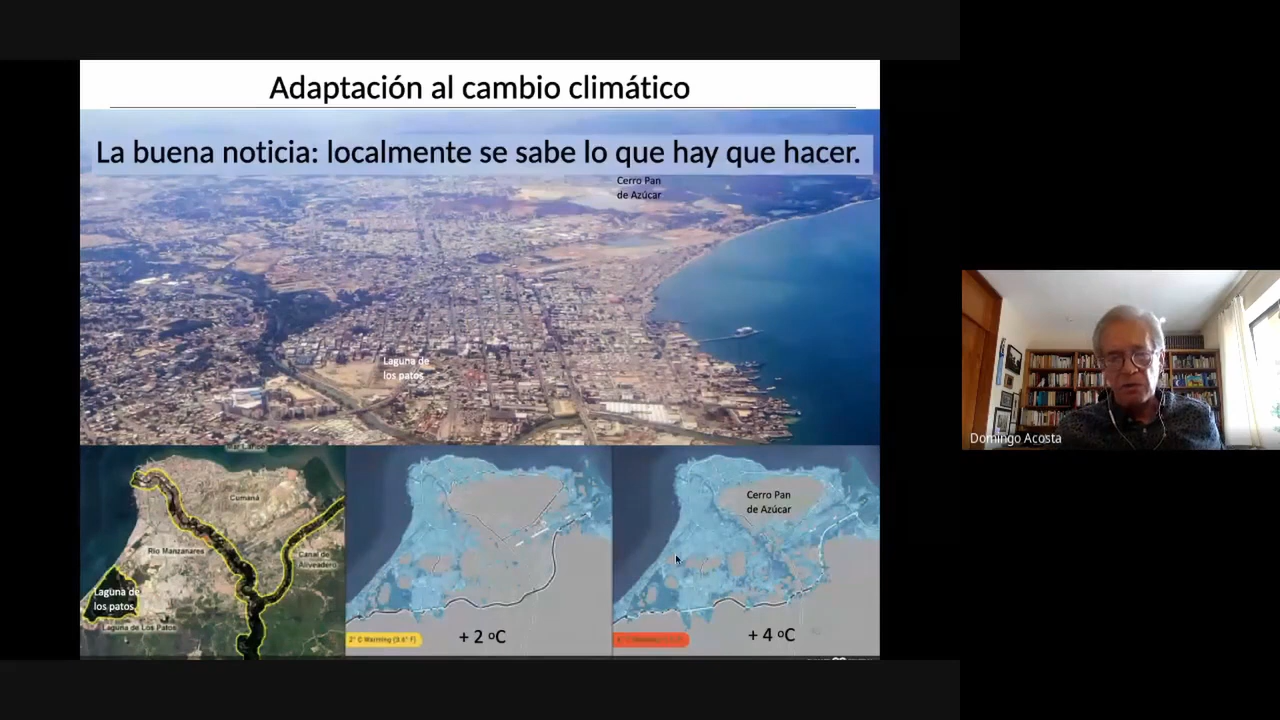 Adaptación al cambio climático
La buena noticia: localmente se sabe lo que hay que hacer.
Cerro Pan
de Azúcar
Laguna de
los patos
Domingo Acosta
Cumaná
Río Manzanares
Canal de
Aliveadero
Laguna de
los patos
Laguna de Los Patos
2° C Warming (3.6° F)
+ 2 ºC
Cerro Pan
de Azúcar
+ 4 ºC